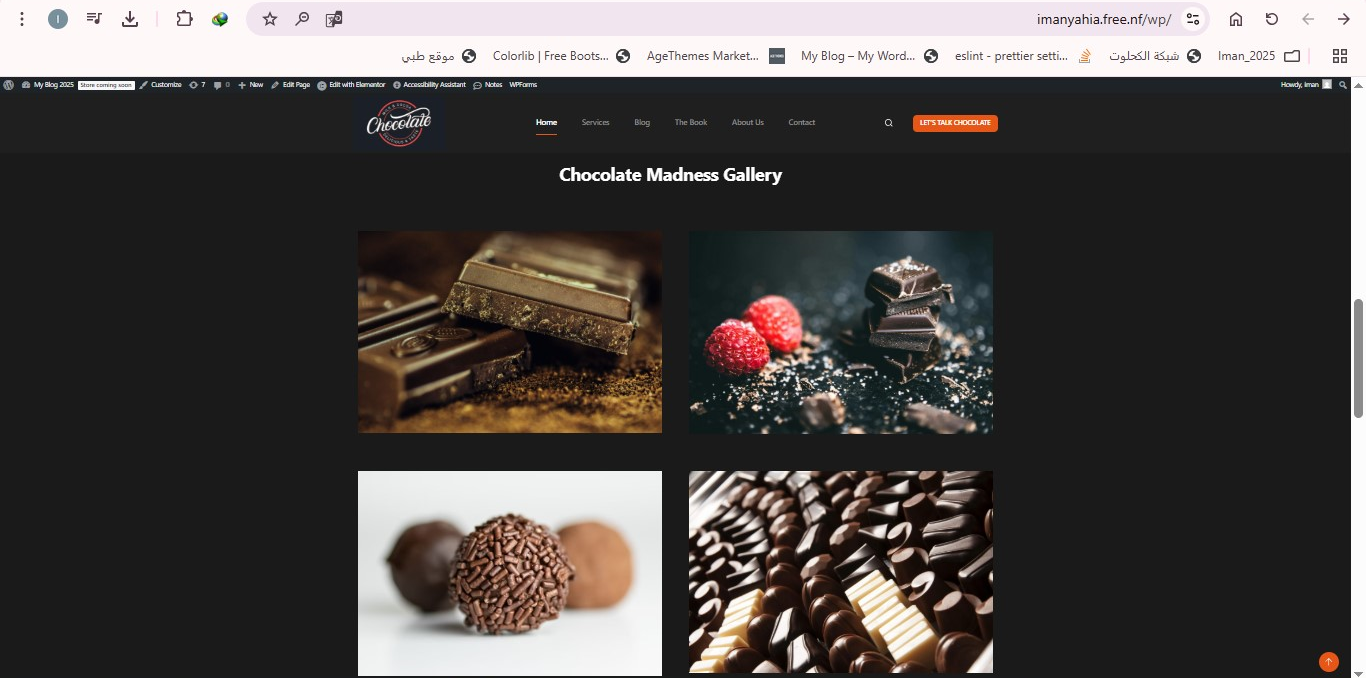 imanyahia.free.nf/wp/
موقع طبي
Colorlib | Free Boots...
AgeThemes Market...
My Blog – My Word...
eslint - prettier setti...
شبكة الكحلوت
Iman_2025
My Blog 2025
Store coming soon
Customize
7
0
New
Edit Page
Edit with Elementor
Accessibility Assistant
Notes
WPForms
Howdy, iman
Chocolate
Home
Services
Blog
The Book
About Us
Contact
LET'S TALK CHOCOLATE
Chocolate Madness Gallery